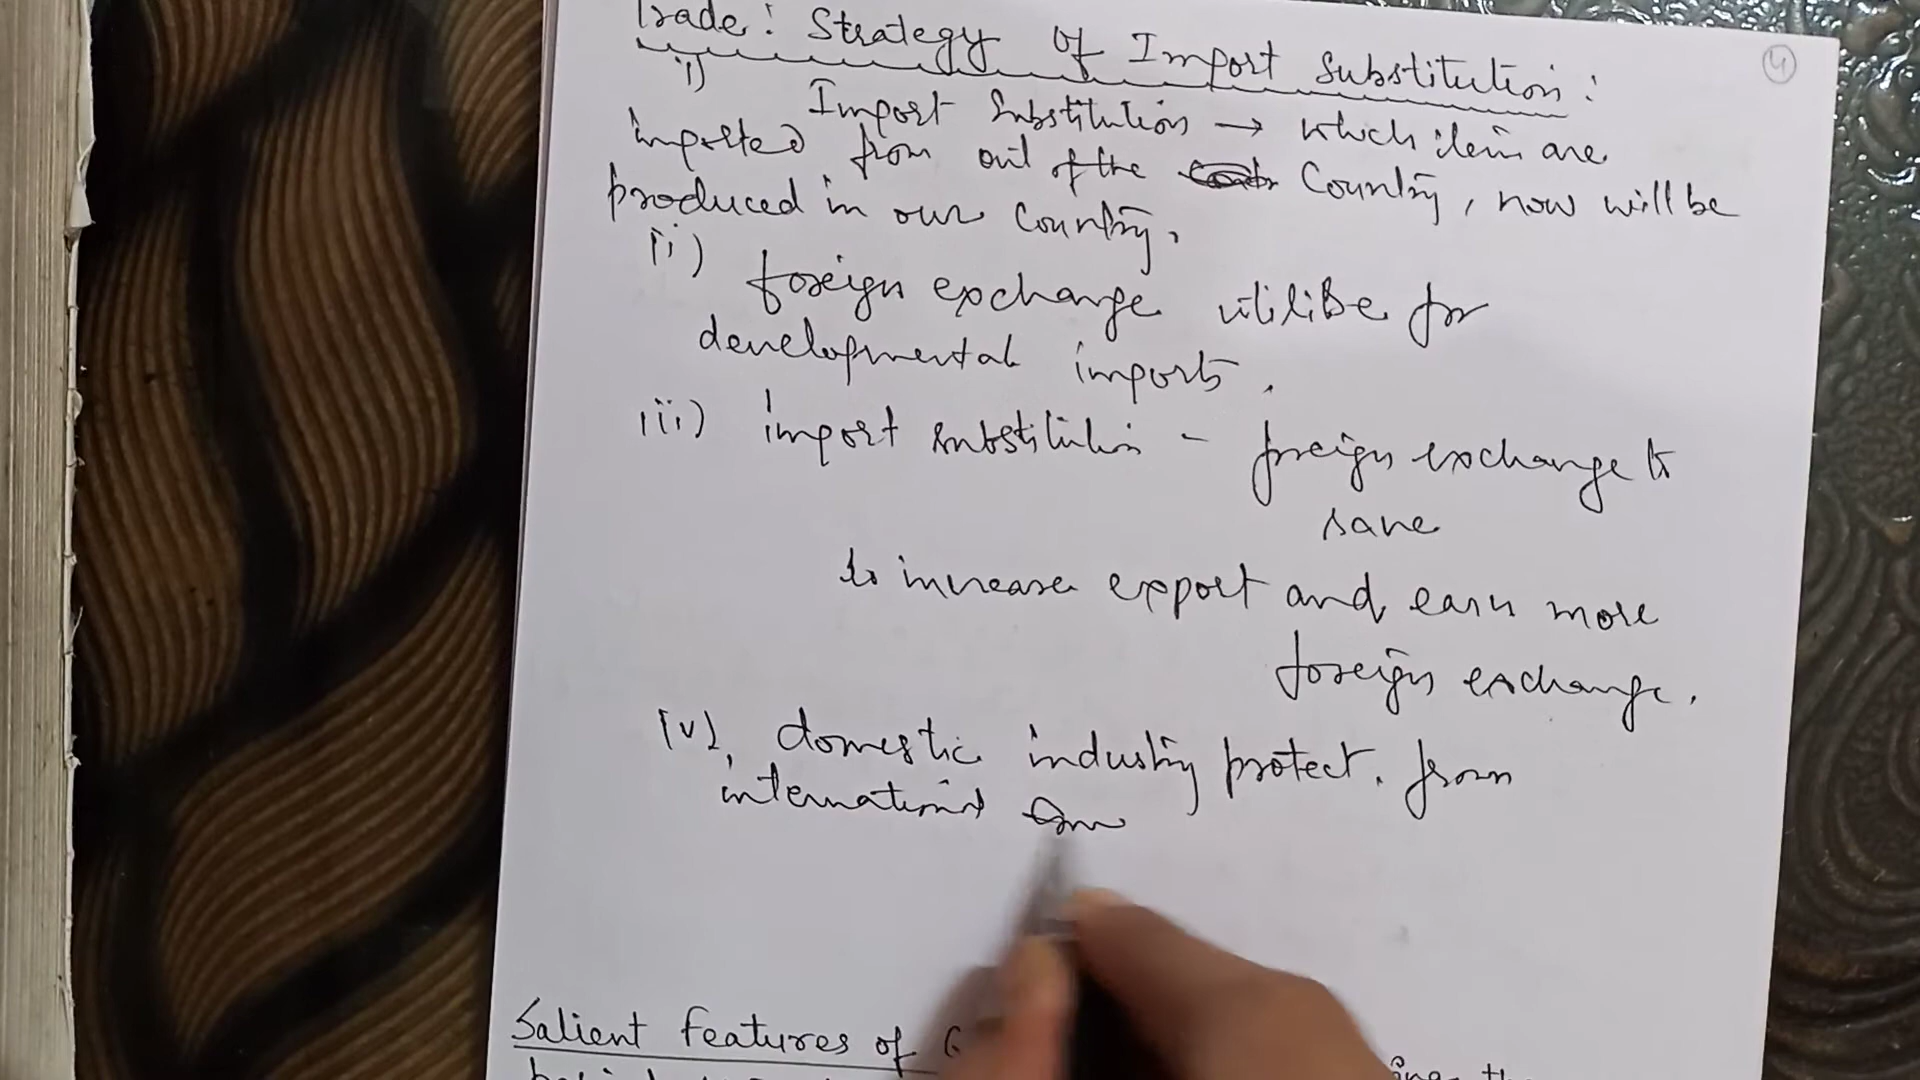 Trade: Strategy of Import Substitution:
4
i) Import Substitution → which item are
imported from out of the Country, now will be
produced in our Country.
ii) foreign exchange utilise for
developmental imports.
iii) import substitution - foreign exchange to
save
to increase export and earn more
foreign exchange.
iv) domestic industry protect. from
international
Salient features of